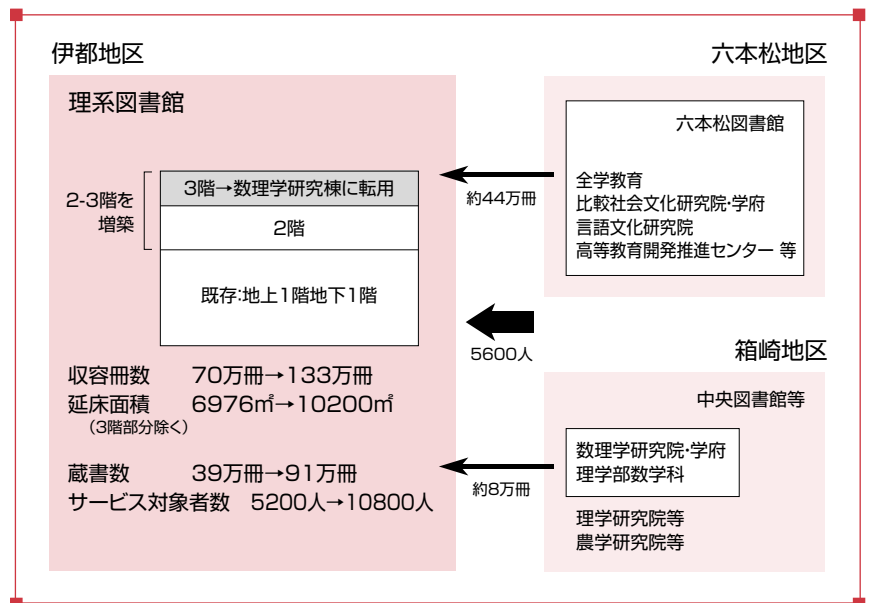 伊都地区
理系図書館
2-3階を
増築
3階→数理学研究棟に転用
2階
既存:地上1階地下1階
収容冊数 70万冊→133万冊
延床面積 6976㎡→10200㎡
(3階部分除く)
蔵書数 39万冊→91万冊
サービス対象者数 5200人→10800人
約44万冊
5600人
約8万冊
六本松地区
六本松図書館
全学教育
比較社会文化研究院・学府
言語文化研究院
高等教育開発推進センター 等
箱崎地区
中央図書館等
数理学研究院・学府
理学部数学科
理学研究院等
農学研究院等